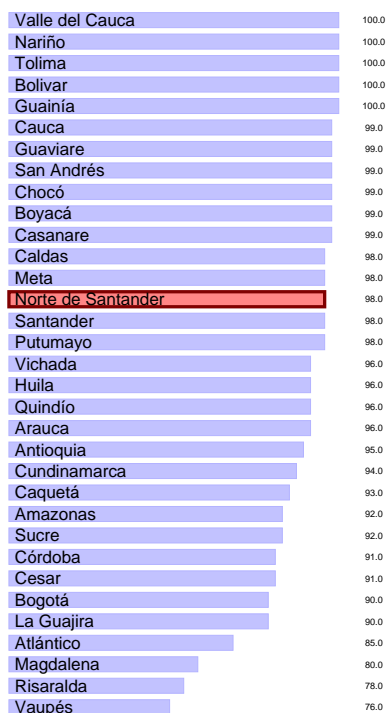 Valle del Cauca 100.0
Nariño 100.0
Tolima 100.0
Bolivar 100.0
Guainía 100.0
Cauca 99.0
Guaviare 99.0
San Andrés 99.0
Chocó 99.0
Boyacá 99.0
Casanare 99.0
Caldas 98.0
Meta 98.0
Norte de Santander 98.0
Santander 98.0
Putumayo 98.0
Vichada 96.0
Huila 96.0
Quindío 96.0
Arauca 96.0
Antioquia 95.0
Cundinamarca 94.0
Caquetá 93.0
Amazonas 92.0
Sucre 92.0
Córdoba 91.0
Cesar 91.0
Bogotá 90.0
La Guajira 90.0
Atlántico 85.0
Magdalena 80.0
Risaralda 78.0
Vaupés 76.0